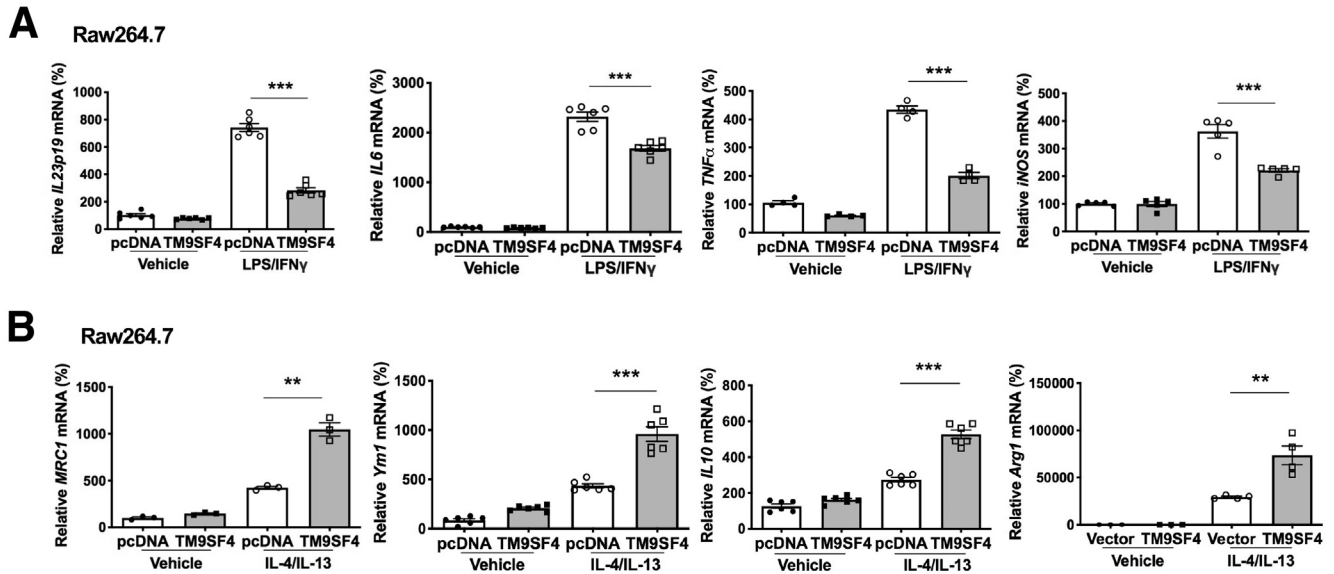 A
Raw264.7
Relative IL23p19 mRNA (%)
1000
800
600
400
200
0
***
pcDNA TM9SF4 pcDNA TM9SF4
Vehicle LPS/IFNγ
Relative IL6 mRNA (%)
3000
2000
1000
0
***
pcDNA TM9SF4 pcDNA TM9SF4
Vehicle LPS/IFNγ
Relative TNFα mRNA (%)
500
400
300
200
100
0
***
pcDNA TM9SF4 pcDNA TM9SF4
Vehicle LPS/IFNγ
Relative iNOS mRNA (%)
500
400
300
200
100
0
***
pcDNA TM9SF4 pcDNA TM9SF4
Vehicle LPS/IFNγ
B
Raw264.7
Relative MRC1 mRNA (%)
1500
1000
500
0
**
pcDNA TM9SF4 pcDNA TM9SF4
Vehicle IL-4/IL-13
Relative Ym1 mRNA (%)
1500
1000
500
0
***
pcDNA TM9SF4 pcDNA TM9SF4
Vehicle IL-4/IL-13
Relative IL10 mRNA (%)
800
600
400
200
0
***
pcDNA TM9SF4 pcDNA TM9SF4
Vehicle IL-4/IL-13
Relative Arg1 mRNA (%)
150000
100000
50000
0
**
Vector TM9SF4 Vector TM9SF4
Vehicle IL-4/IL-13